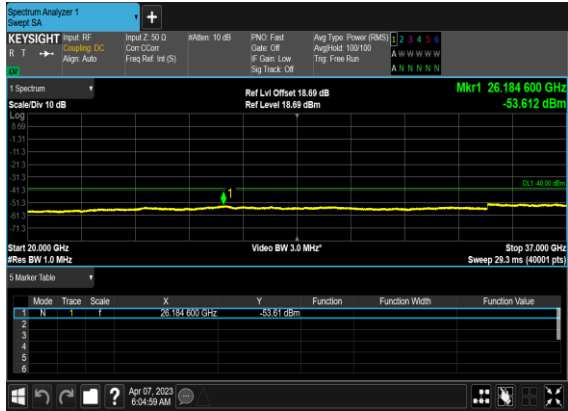 Spectrum Analyzer 1
Swept SA
+
KEYSIGHT Input: RF Input Z: 50 Ω #Atten: 10 dB PNO: Fast Avg Type: Power (RMS) 1 2 3 4 5 6
R T Coupling: DC Corr CCorr Gate: Off Avg|Hold: 100/100 A W W W W W
Align: Auto Freq Ref: Int (S) IF Gain: Low Trig: Free Run
LU Sig Track: Off A N N N N N
1 Spectrum Ref Lvl Offset 18.69 dB Mkr1 26.184 600 GHz
Scale/Div 10 dB Ref Level 18.69 dBm -53.612 dBm
Log
8.69
-1.31
-11.3
-21.3
-31.3
DL1 -40.00 dBm
-41.3
1
-51.3
-61.3
-71.3
Start 20.000 GHz Video BW 3.0 MHz* Stop 37.000 GHz
#Res BW 1.0 MHz Sweep 29.3 ms (40001 pts)
5 Marker Table
Mode Trace Scale X Y Function Function Width Function Value
1 N 1 f 26.184 600 GHz -53.61 dBm
2
3
4
5
6
? Apr 07, 2023
6:04:59 AM